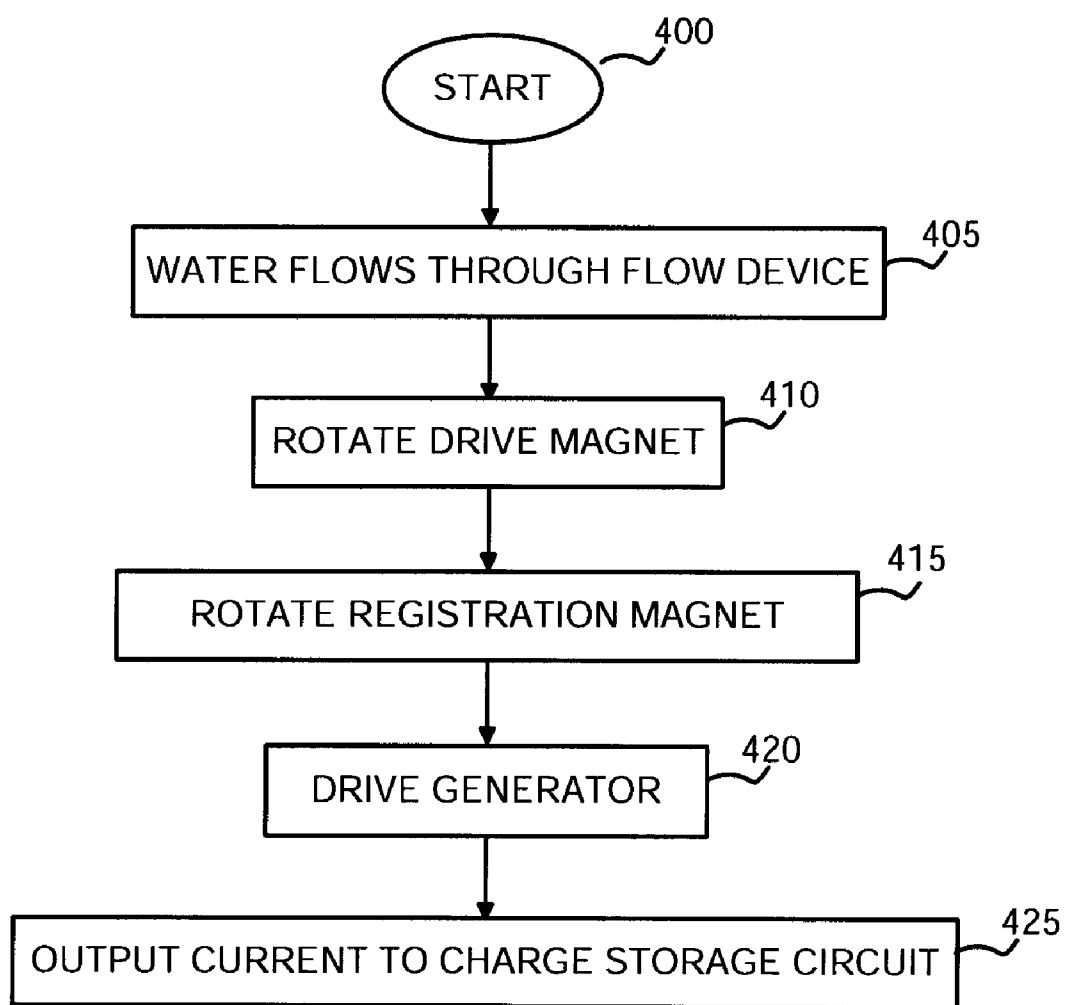 400
START
405
WATER FLOWS THROUGH FLOW DEVICE
410
ROTATE DRIVE MAGNET
415
ROTATE REGISTRATION MAGNET
420
DRIVE GENERATOR
425
OUTPUT CURRENT TO CHARGE STORAGE CIRCUIT